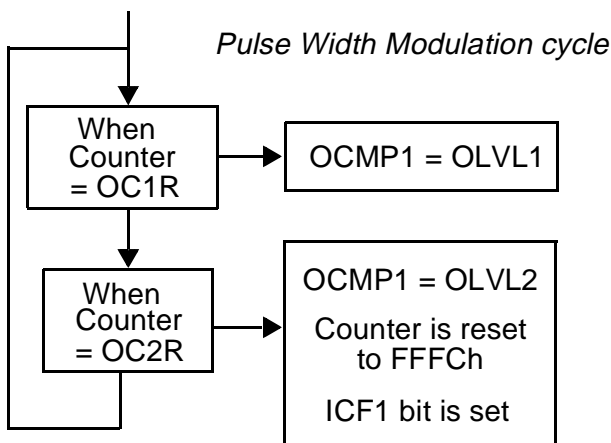 Pulse Width Modulation cycle
When
Counter
= OC1R
OCMP1 = OLVL1
When
Counter
= OC2R
OCMP1 = OLVL2
Counter is reset
to FFFCh
ICF1 bit is set